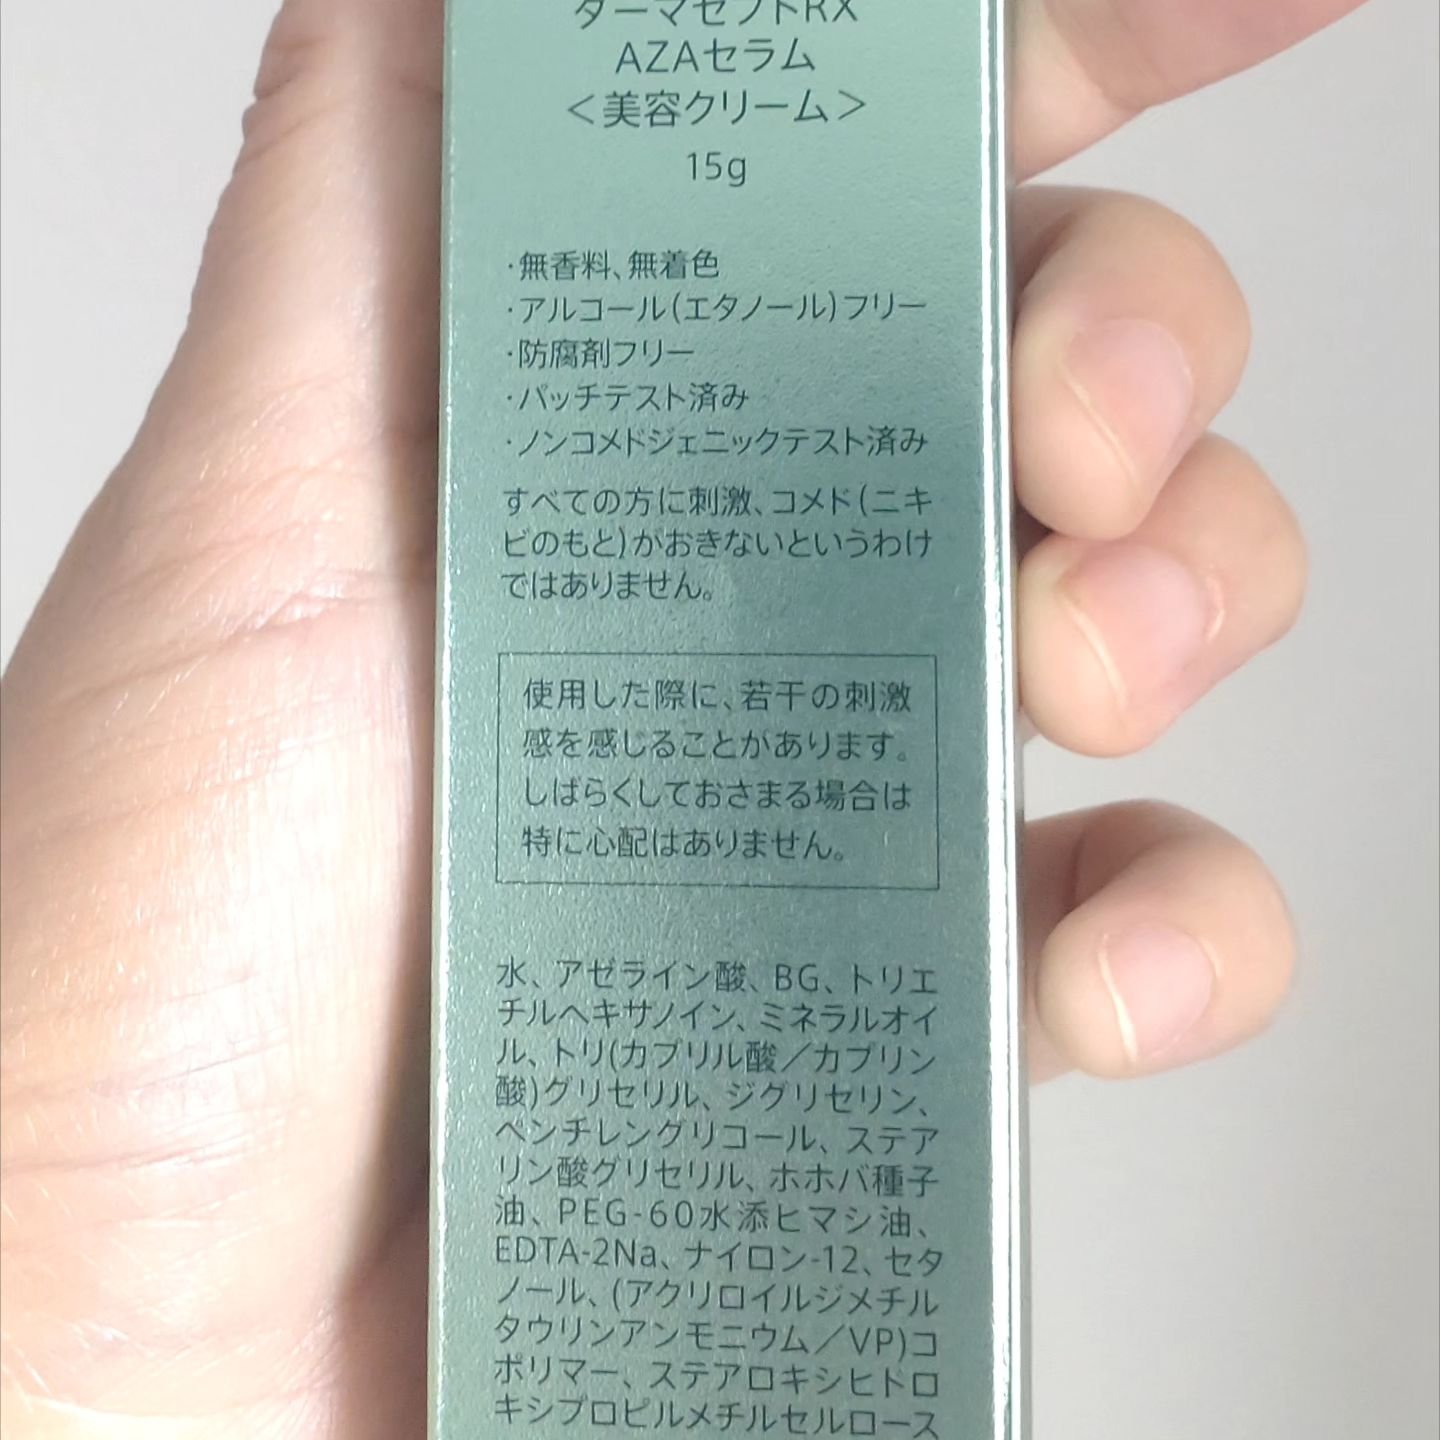 ダーマセプトRX
AZAセラム
＜美容クリーム＞
15g
・無香料、無着色
・アルコール(エタノール)フリー
・防腐剤フリー
・パッチテスト済み
・ノンコメドジェニックテスト済み
すべての方に刺激、コメド(ニキ
ビのもと)がおきないというわけ
ではありません。
使用した際に、若干の刺激
感を感じることがあります。
しばらくしておさまる場合は
特に心配はありません。
水、アゼライン酸、BG、トリエ
チルヘキサノイン、ミネラルオイ
ル、トリ(カプリル酸／カプリン
酸)グリセリル、ジグリセリン、
ペンチレングリコール、ステア
リン酸グリセリル、ホホバ種子
油、PEG-60水添ヒマシ油、
EDTA-2Na、ナイロン-12、セタ
ノール、(アクリロイルジメチル
タウリンアンモニウム／VP)コ
ポリマー、ステアロキシヒドロ
キシプロピルメチルセルロース